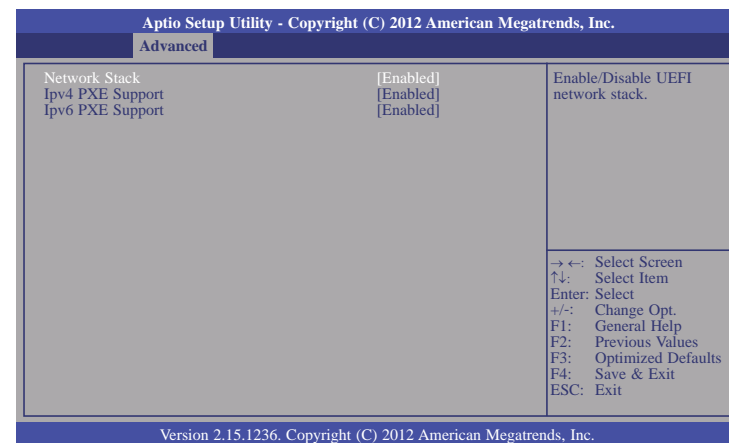 Aptio Setup Utility - Copyright (C) 2012 American Megatrends, Inc.
Advanced
Network Stack [Enabled]
Ipv4 PXE Support [Enabled]
Ipv6 PXE Support [Enabled]
Enable/Disable UEFI
network stack.
→ ←: Select Screen
↑↓: Select Item
Enter: Select
+/-: Change Opt.
F1: General Help
F2: Previous Values
F3: Optimized Defaults
F4: Save & Exit
ESC: Exit
Version 2.15.1236. Copyright (C) 2012 American Megatrends, Inc.